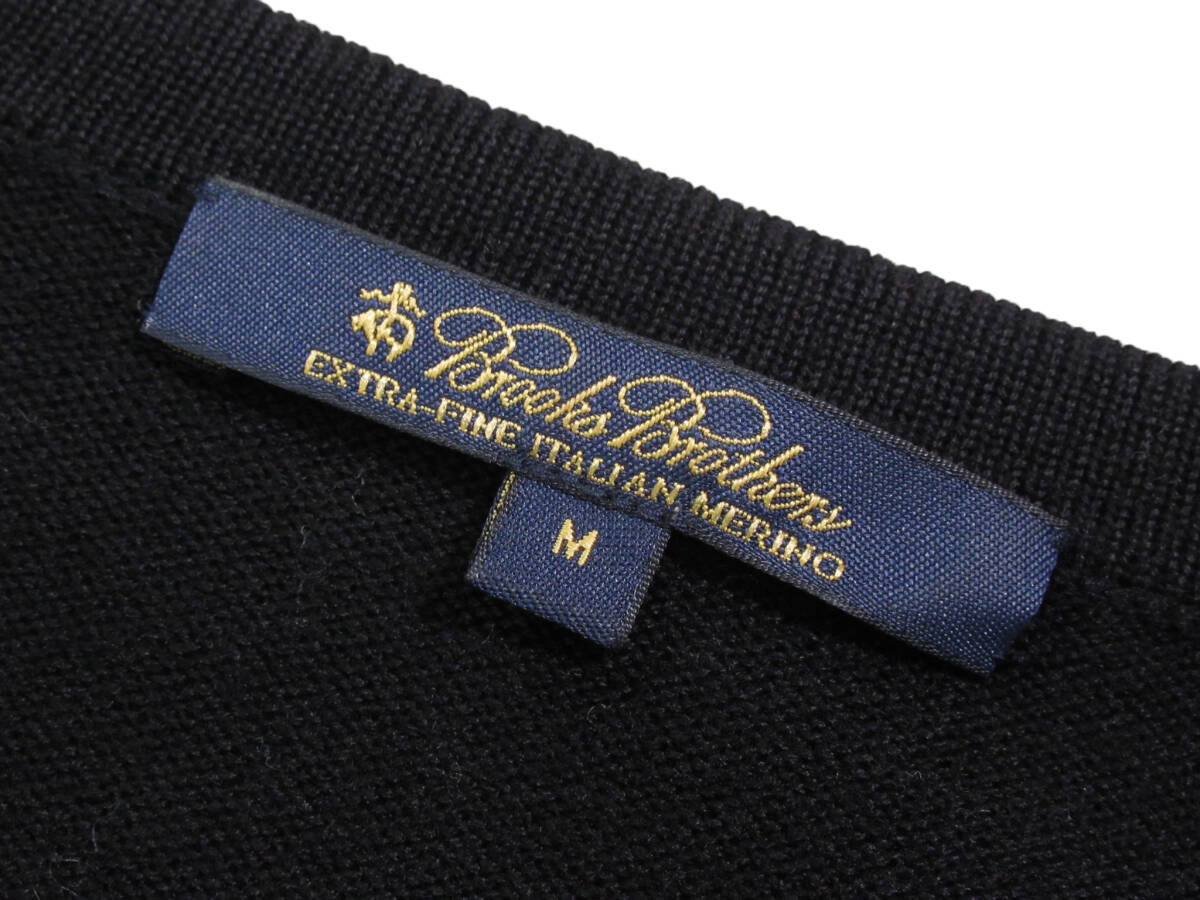 Brooks Brothers
EXTRA-FINE ITALIAN MERINO
M